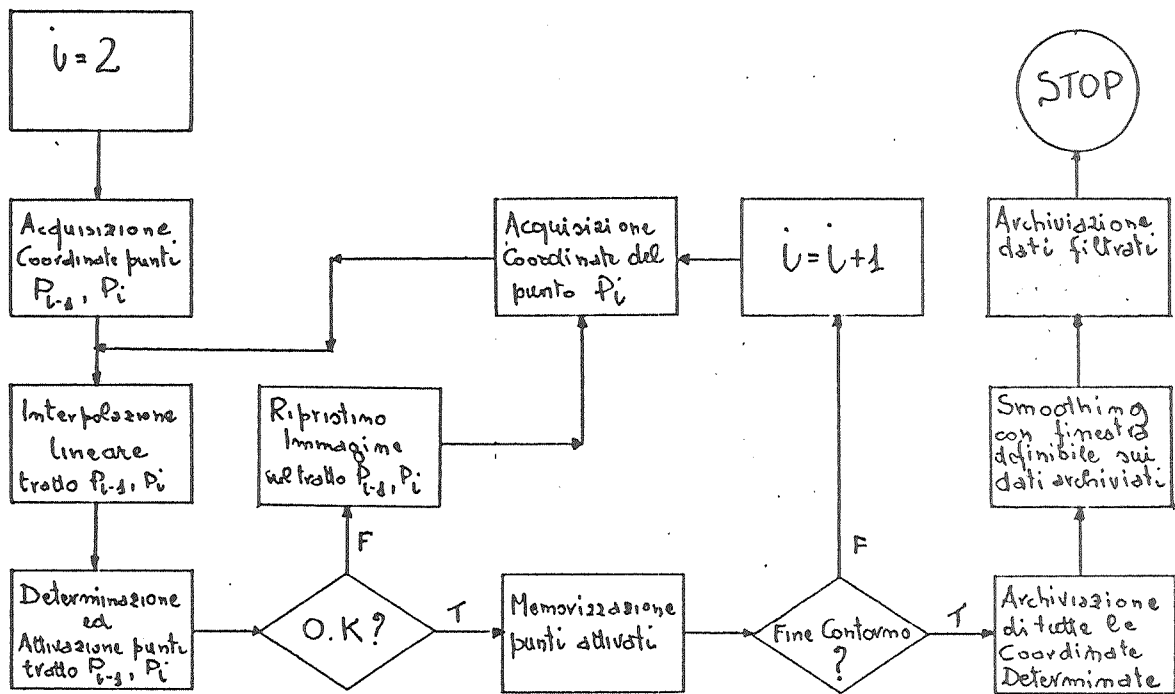 i = 2
STOP
Acquisizione
Coordinate punti
Pi-1, Pi
Acquisizione
Coordinate del
punto Pi
i = i+1
Archiviazione
dati filtrati
Interpolazione
lineare
tratto Pi-1, Pi
Ripristino
Immagine
sul tratto Pi-1, Pi
Smoothing
con finestra
definibile sui
dati archiviati
F
F
Determinazione
ed
Attivazione punti
tratto Pi-1, Pi
O.K?
T
Memorizzazione
punti attivati
Fine Contorno
?
T
Archiviazione
di tutte le
Coordinate
Determinate